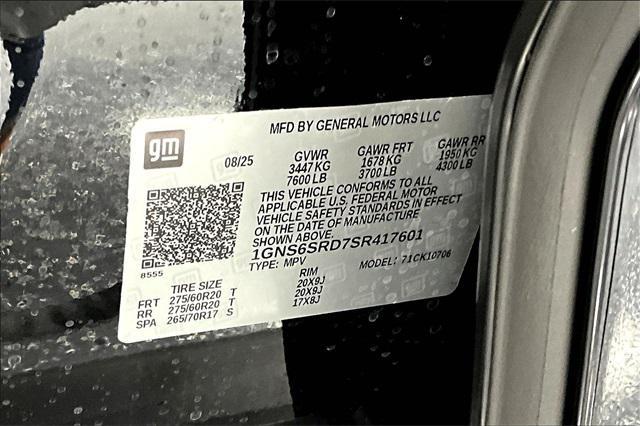 gm
MFD BY GENERAL MOTORS LLC
08/25
GVWR GAWR FRT GAWR RR
3447 KG 1678 KG 1950 KG
7600 LB 3700 LB 4300 LB
THIS VEHICLE CONFORMS TO ALL
APPLICABLE U.S. FEDERAL MOTOR
VEHICLE SAFETY STANDARDS IN EFFECT
ON THE DATE OF MANUFACTURE
SHOWN ABOVE.
1GNS6SRD7SR417601
8555
TYPE: MPV MODEL: 71CK10706
TIRE SIZE RIM
FRT 275/60R20 T 20X9J
RR 275/60R20 T 20X9J
SPA 265/70R17 S 17X8J